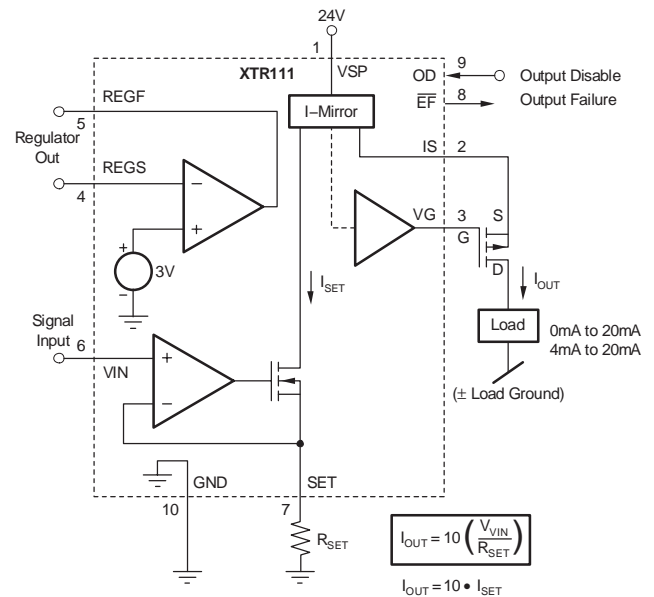 24V
1
XTR111
VSP
OD
9
Output Disable
EF
8
Output Failure
REGF
5
Regulator
Out
REGS
4
I–Mirror
IS
2
−
+
VG
3
S
G
D
+
3V
−
I_SET
I_OUT
Load
0mA to 20mA
4mA to 20mA
(± Load Ground)
Signal
Input
6
VIN
+
−
GND
10
SET
7
R_SET
I_OUT = 10 (V_VIN / R_SET)
I_OUT = 10 • I_SET